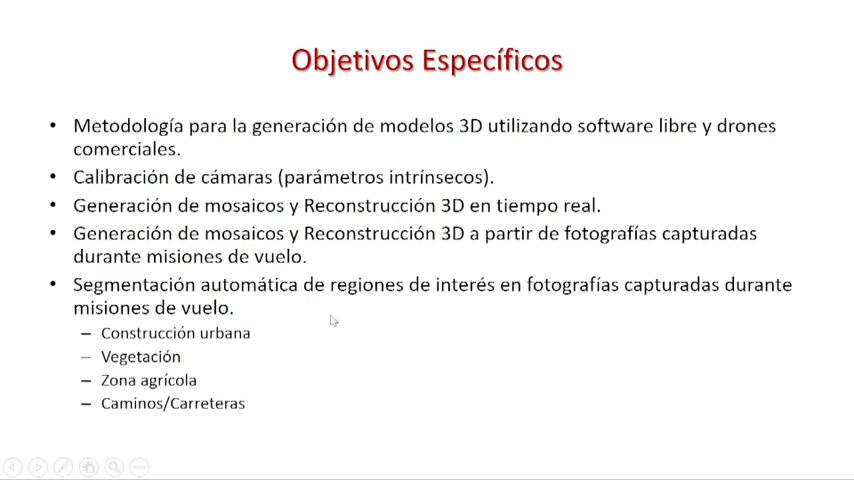 Objetivos Específicos
• Metodología para la generación de modelos 3D utilizando software libre y drones
comerciales.
• Calibración de cámaras (parámetros intrínsecos).
• Generación de mosaicos y Reconstrucción 3D en tiempo real.
• Generación de mosaicos y Reconstrucción 3D a partir de fotografías capturadas
durante misiones de vuelo.
• Segmentación automática de regiones de interés en fotografías capturadas durante
misiones de vuelo.
– Construcción urbana
– Vegetación
– Zona agrícola
– Caminos/Carreteras